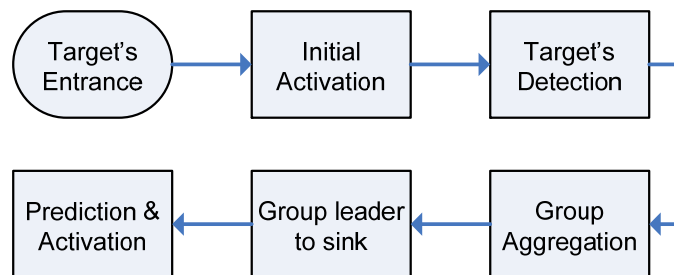 Target's
Entrance
Initial
Activation
Target's
Detection
Prediction &
Activation
Group leader
to sink
Group
Aggregation